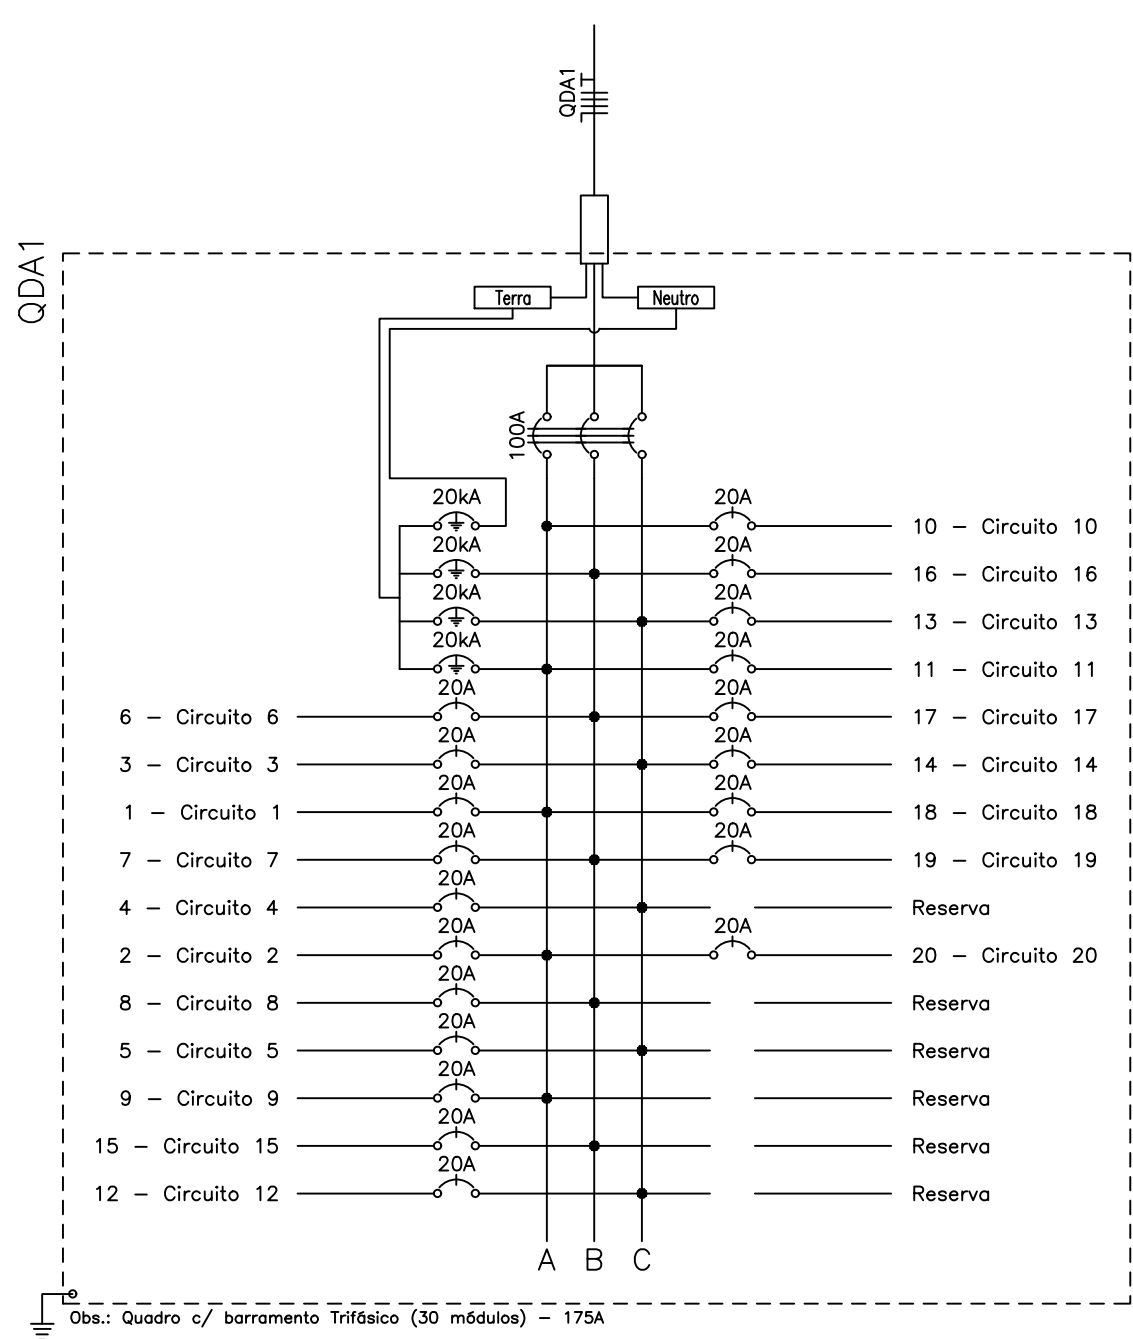 QDA1
QDA1
Terra
Neutro
100A
20kA
20A
10 - Circuito 10
20kA
20A
16 - Circuito 16
20kA
20A
13 - Circuito 13
20kA
20A
11 - Circuito 11
6 - Circuito 6
20A
20A
17 - Circuito 17
3 - Circuito 3
20A
20A
14 - Circuito 14
1 - Circuito 1
20A
20A
18 - Circuito 18
7 - Circuito 7
20A
20A
19 - Circuito 19
4 - Circuito 4
20A
Reserva
2 - Circuito 2
20A
20A
20 - Circuito 20
8 - Circuito 8
20A
Reserva
5 - Circuito 5
20A
Reserva
9 - Circuito 9
20A
Reserva
15 - Circuito 15
20A
Reserva
12 - Circuito 12
20A
Reserva
A B C
Obs.: Quadro c/ barramento Trifásico (30 módulos) - 175A